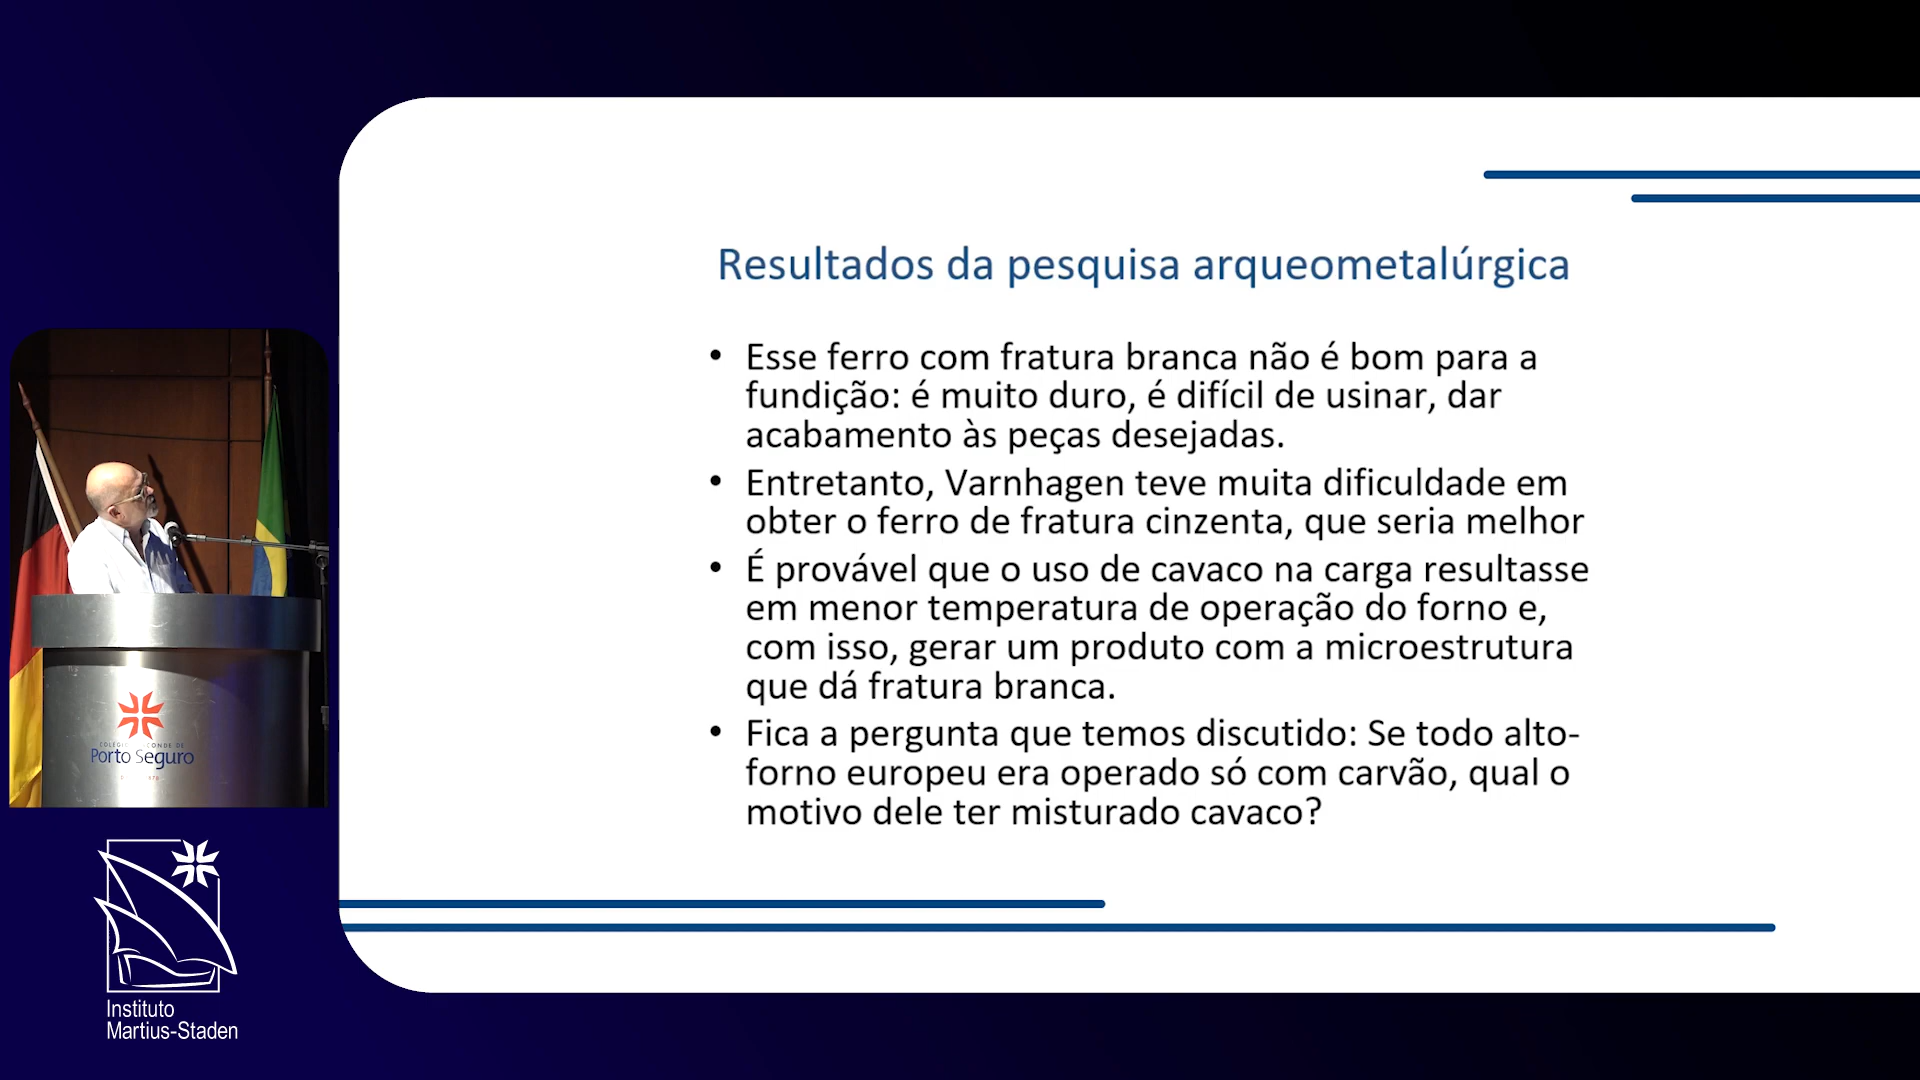 Resultados da pesquisa arqueometalúrgica
• Esse ferro com fratura branca não é bom para a
fundição: é muito duro, é difícil de usinar, dar
acabamento às peças desejadas.
• Entretanto, Varnhagen teve muita dificuldade em
obter o ferro de fratura cinzenta, que seria melhor
• É provável que o uso de cavaco na carga resultasse
em menor temperatura de operação do forno e,
com isso, gerar um produto com a microestrutura
que dá fratura branca.
• Fica a pergunta que temos discutido: Se todo alto-
forno europeu era operado só com carvão, qual o
motivo dele ter misturado cavaco?
Porto Seguro
Instituto
Martius-Staden